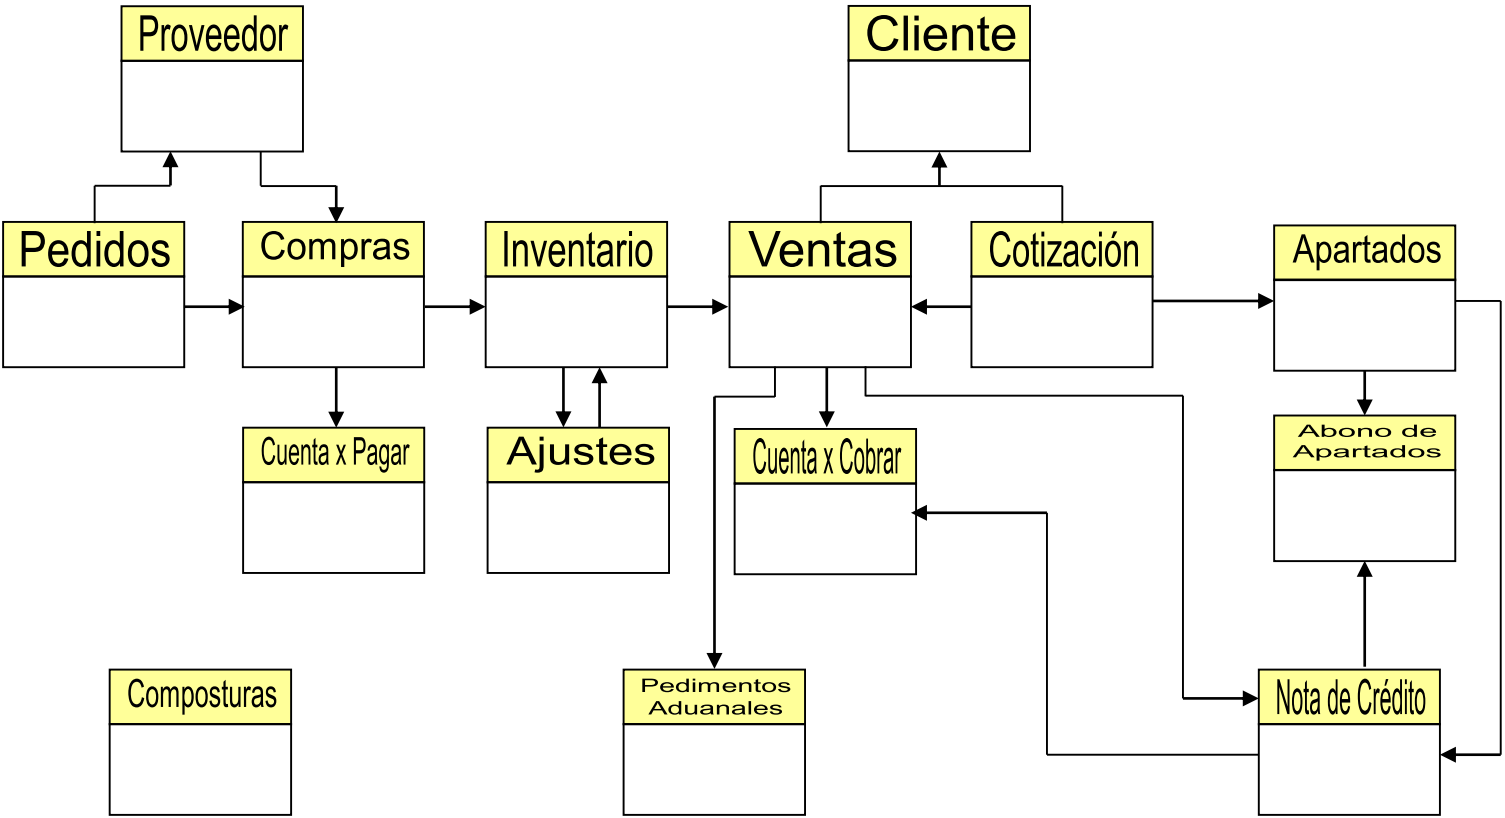 Proveedor
Cliente
Pedidos
Compras
Inventario
Ventas
Cotización
Apartados
Cuenta x Pagar
Ajustes
Cuenta x Cobrar
Abono de
Apartados
Composturas
Pedimentos
Aduanales
Nota de Crédito